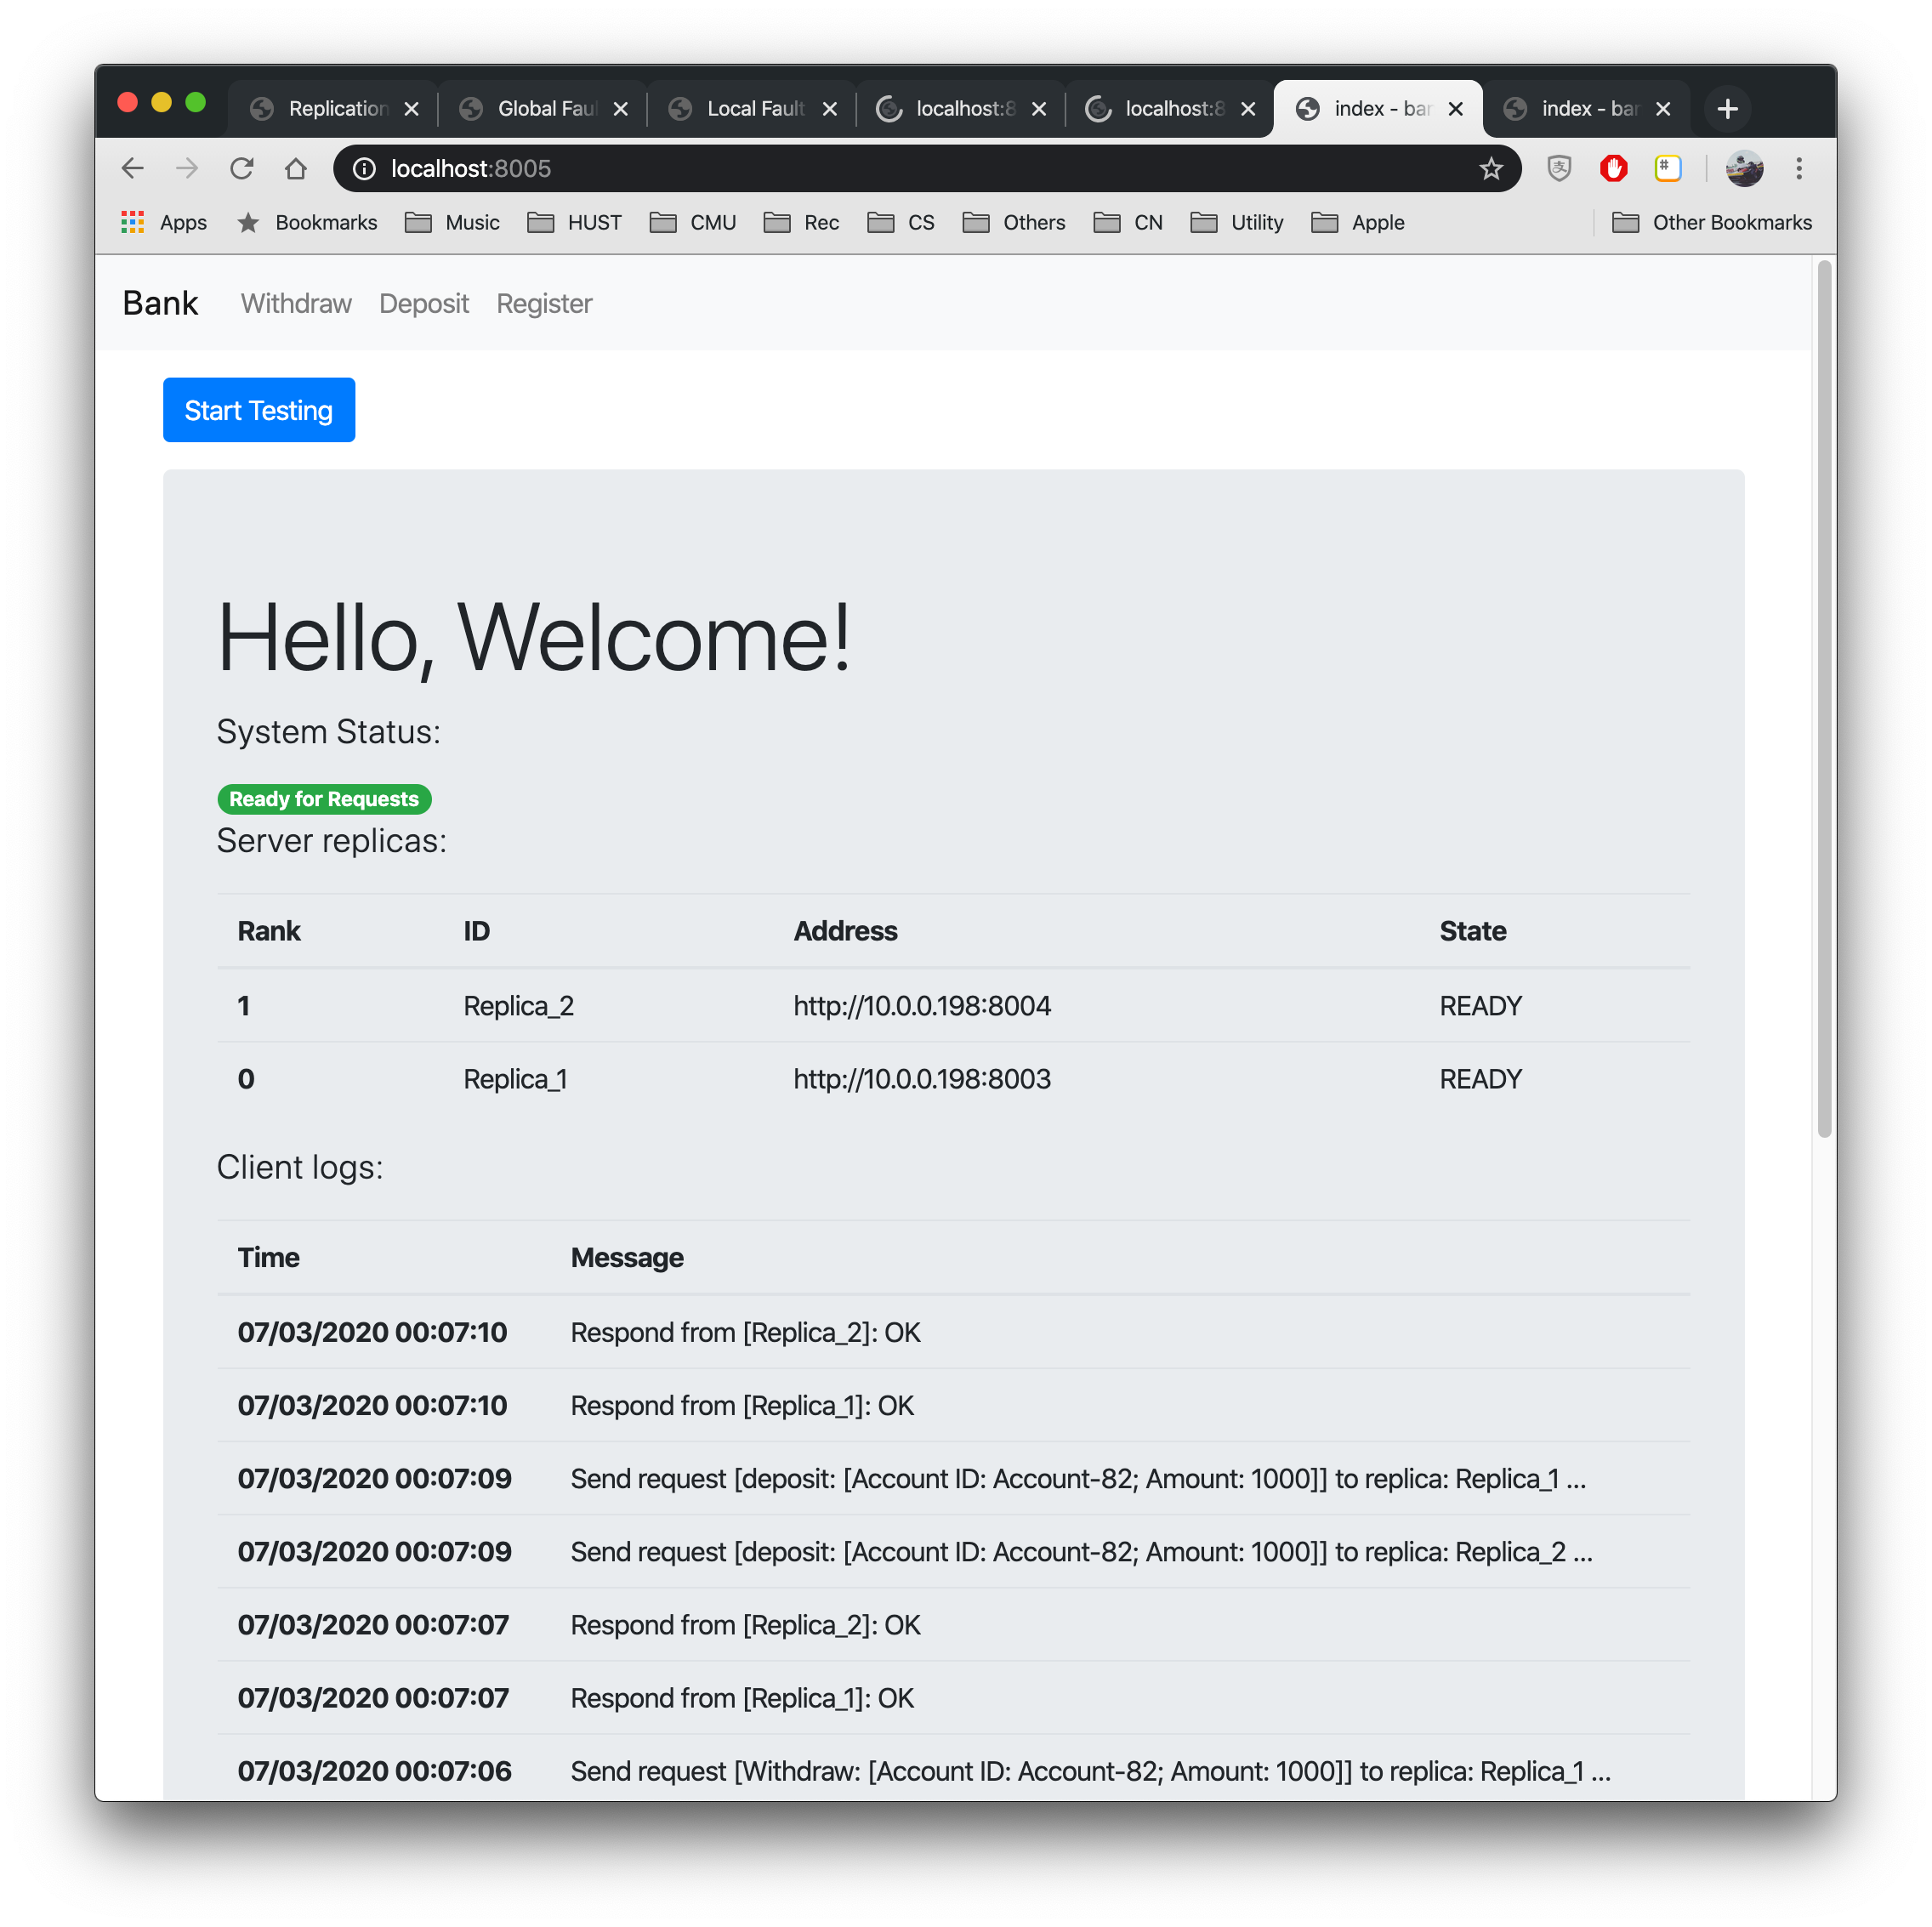 Replication Global Faul Local Fault localhost:8 localhost:8 index - bar index - bar
localhost:8005
Apps Bookmarks Music HUST CMU Rec CS Others CN Utility Apple Other Bookmarks
Bank Withdraw Deposit Register
Start Testing
Hello, Welcome!
System Status:
Ready for Requests
Server replicas:
Rank ID Address State
1 Replica_2 http://10.0.0.198:8004 READY
0 Replica_1 http://10.0.0.198:8003 READY
Client logs:
Time Message
07/03/2020 00:07:10 Respond from [Replica_2]: OK
07/03/2020 00:07:10 Respond from [Replica_1]: OK
07/03/2020 00:07:09 Send request [deposit: [Account ID: Account-82; Amount: 1000]] to replica: Replica_1 ...
07/03/2020 00:07:09 Send request [deposit: [Account ID: Account-82; Amount: 1000]] to replica: Replica_2 ...
07/03/2020 00:07:07 Respond from [Replica_2]: OK
07/03/2020 00:07:07 Respond from [Replica_1]: OK
07/03/2020 00:07:06 Send request [Withdraw: [Account ID: Account-82; Amount: 1000]] to replica: Replica_1 ...